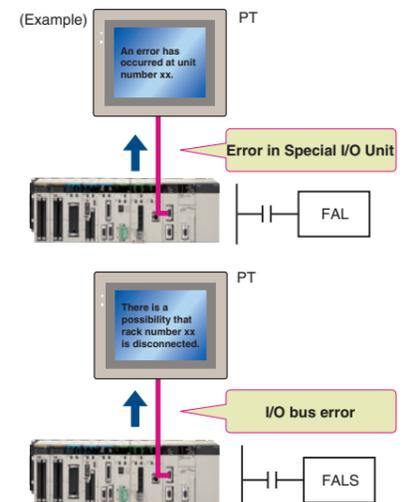 (Example)
PT
An error has
occurred at unit
number xx.
Error in Special I/O Unit
FAL
PT
There is a
possibility that
rack number xx
is disconnected.
I/O bus error
FALS